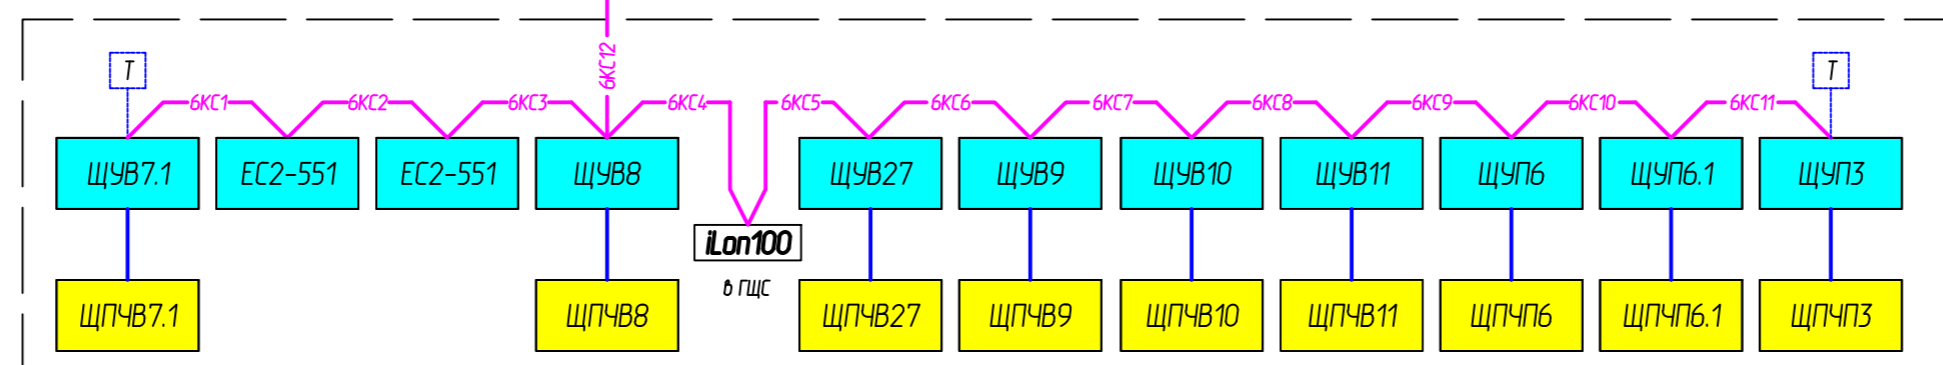 6КС12
Т
Т
6КС1
6КС2
6КС3
6КС4
6КС5
6КС6
6КС7
6КС8
6КС9
6КС10
6КС11
ЩУВ7.1
ЕС2-551
ЕС2-551
ЩУВ8
ЩУВ27
ЩУВ9
ЩУВ10
ЩУВ11
ЩУП6
ЩУП6.1
ЩУП3
iLon100
в ГЩС
ЩПЧВ7.1
ЩПЧВ8
ЩПЧВ27
ЩПЧВ9
ЩПЧВ10
ЩПЧВ11
ЩПЧП6
ЩПЧП6.1
ЩПЧП3